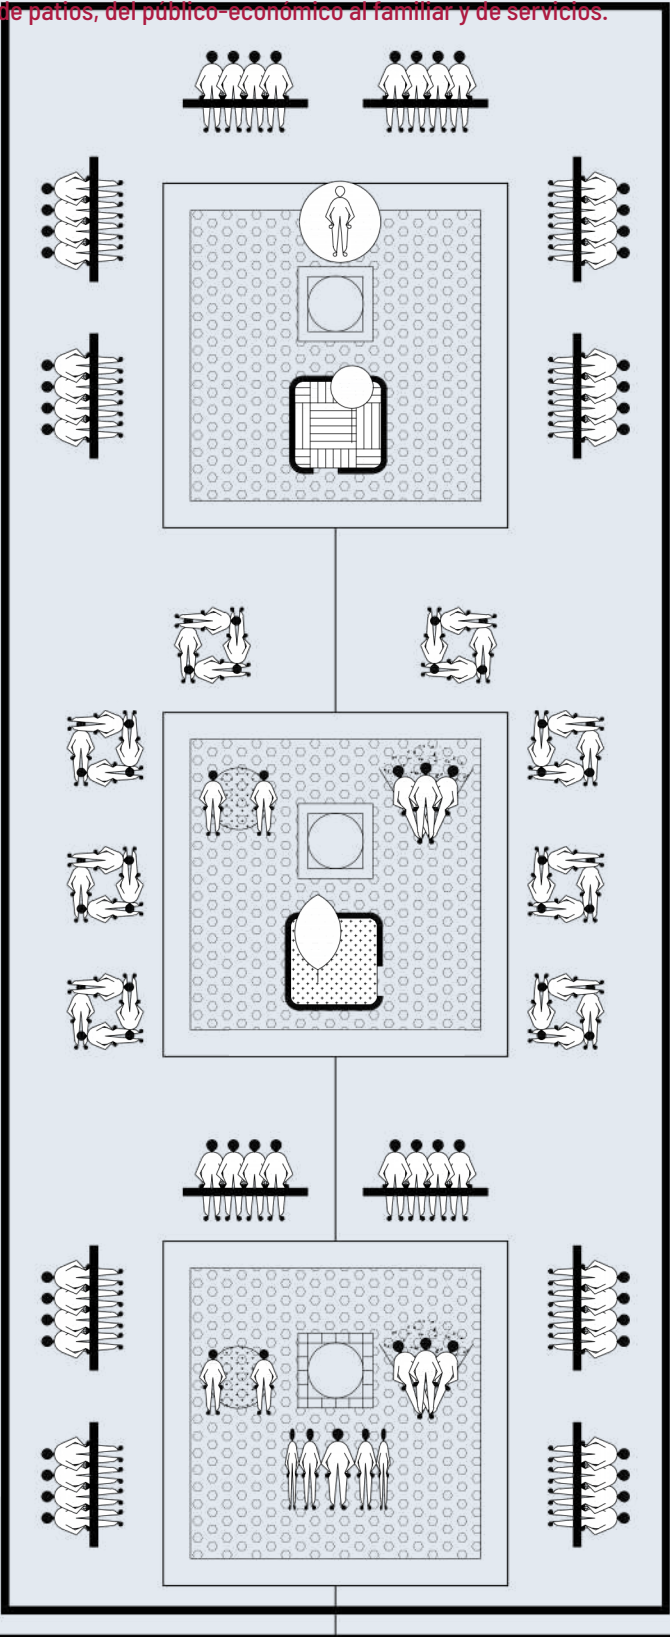 de patios, del público-económico al familiar y de servicios.